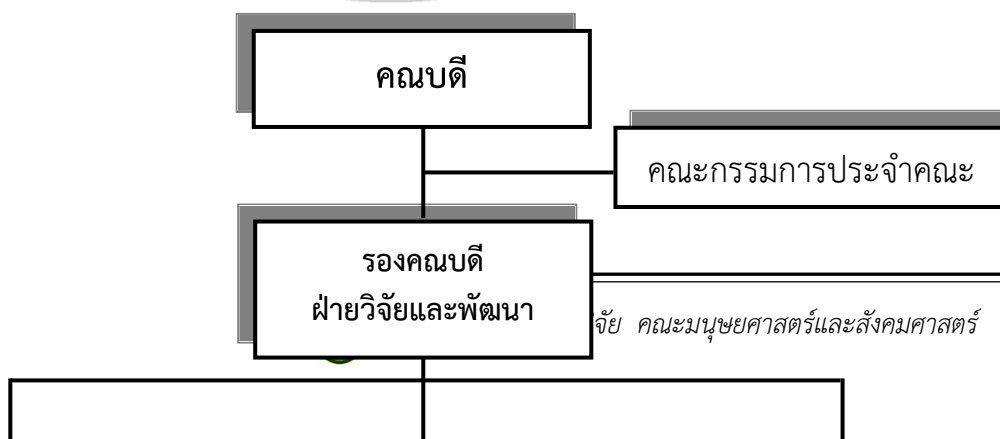 คณบดี
คณะกรรมการประจำคณะ
รองคณบดี
ฝ่ายวิจัยและพัฒนา
คณะมนุษยศาสตร์และสังคมศาสตร์